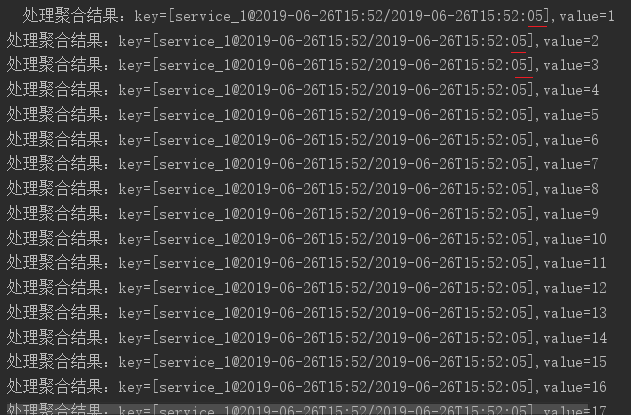 处理聚合结果：key=[service_1@2019-06-26T15:52/2019-06-26T15:52:05],value=1
处理聚合结果：key=[service_1@2019-06-26T15:52/2019-06-26T15:52:05],value=2
处理聚合结果：key=[service_1@2019-06-26T15:52/2019-06-26T15:52:05],value=3
处理聚合结果：key=[service_1@2019-06-26T15:52/2019-06-26T15:52:05],value=4
处理聚合结果：key=[service_1@2019-06-26T15:52/2019-06-26T15:52:05],value=5
处理聚合结果：key=[service_1@2019-06-26T15:52/2019-06-26T15:52:05],value=6
处理聚合结果：key=[service_1@2019-06-26T15:52/2019-06-26T15:52:05],value=7
处理聚合结果：key=[service_1@2019-06-26T15:52/2019-06-26T15:52:05],value=8
处理聚合结果：key=[service_1@2019-06-26T15:52/2019-06-26T15:52:05],value=9
处理聚合结果：key=[service_1@2019-06-26T15:52/2019-06-26T15:52:05],value=10
处理聚合结果：key=[service_1@2019-06-26T15:52/2019-06-26T15:52:05],value=11
处理聚合结果：key=[service_1@2019-06-26T15:52/2019-06-26T15:52:05],value=12
处理聚合结果：key=[service_1@2019-06-26T15:52/2019-06-26T15:52:05],value=13
处理聚合结果：key=[service_1@2019-06-26T15:52/2019-06-26T15:52:05],value=14
处理聚合结果：key=[service_1@2019-06-26T15:52/2019-06-26T15:52:05],value=15
处理聚合结果：key=[service_1@2019-06-26T15:52/2019-06-26T15:52:05],value=16
处理聚合结果：key=[service_1@2019-06-26T15:52/2019-06-26T15:52:05],value=17